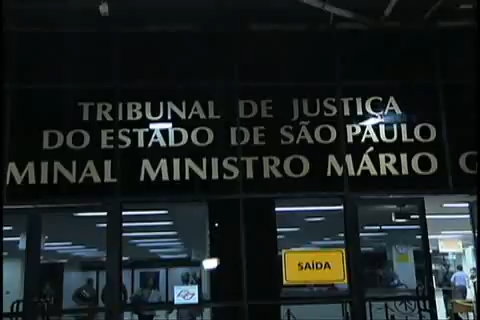 TRIBUNAL DE JUSTIÇA
DO ESTADO DE SÃO PAULO
MINAL MINISTRO MÁRIO G
SAÍDA